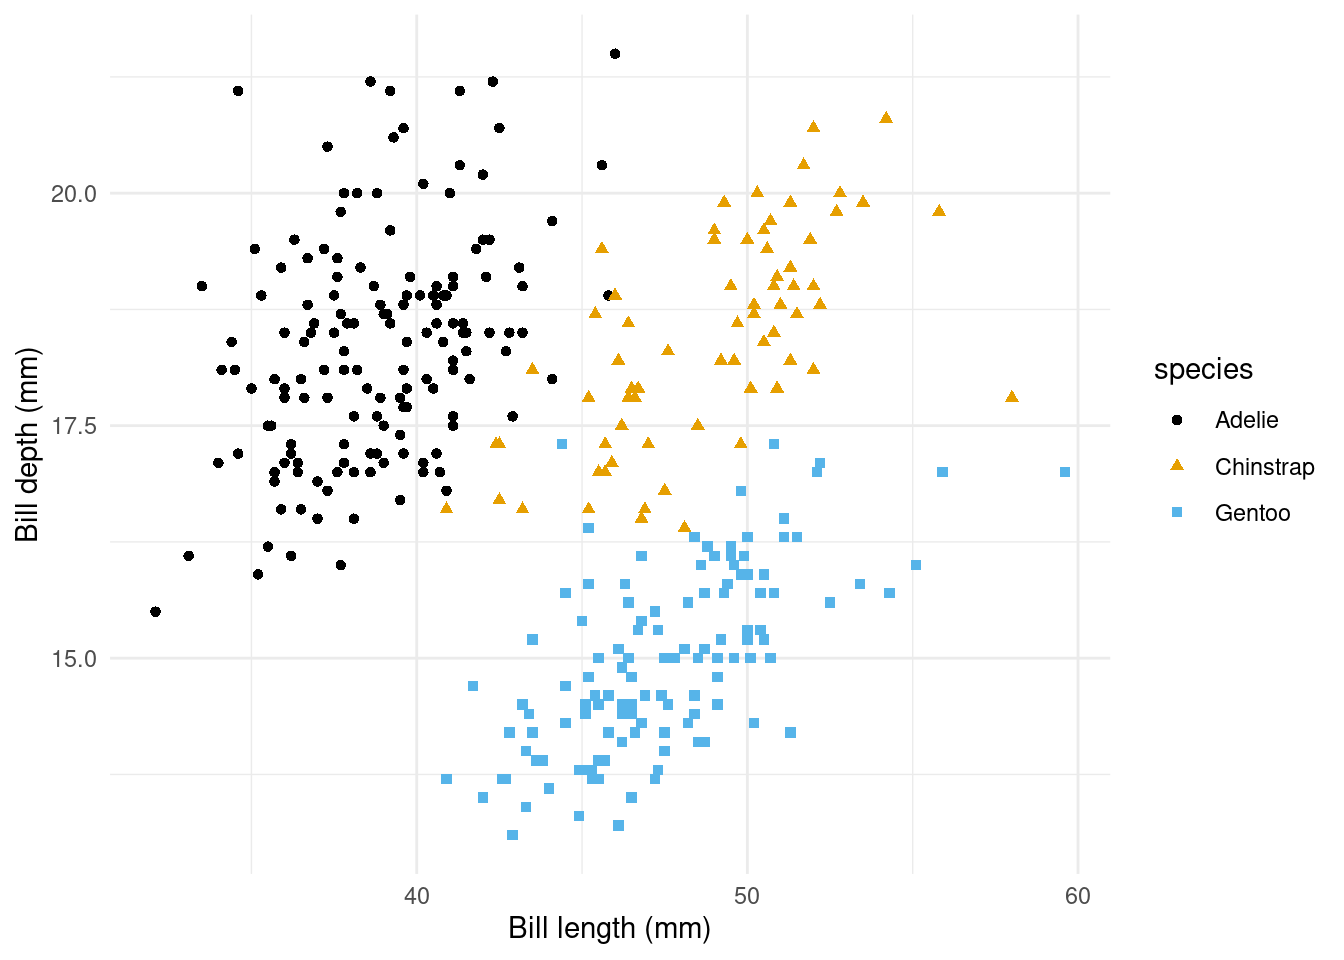 20.0
17.5
15.0
Bill depth (mm)
40 50 60
Bill length (mm)
species
Adelie
Chinstrap
Gentoo